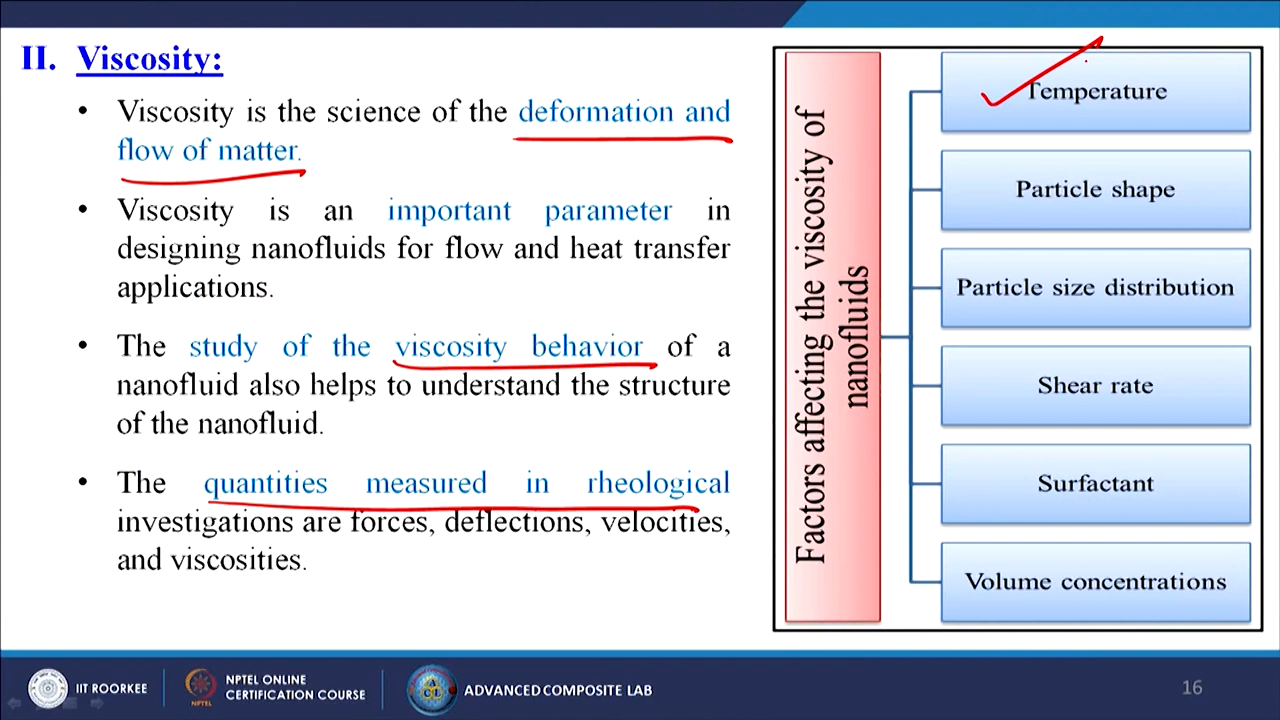 II. Viscosity:
• Viscosity is the science of the deformation and
flow of matter.
• Viscosity is an important parameter in
designing nanofluids for flow and heat transfer
applications.
• The study of the viscosity behavior of a
nanofluid also helps to understand the structure
of the nanofluid.
• The quantities measured in rheological
investigations are forces, deflections, velocities,
and viscosities.
Factors affecting the viscosity of
nanofluids
Temperature
Particle shape
Particle size distribution
Shear rate
Surfactant
Volume concentrations
IIT ROORKEE
NPTEL ONLINE
CERTIFICATION COURSE
NPTEL
ACL
ADVANCED COMPOSITE LAB
16